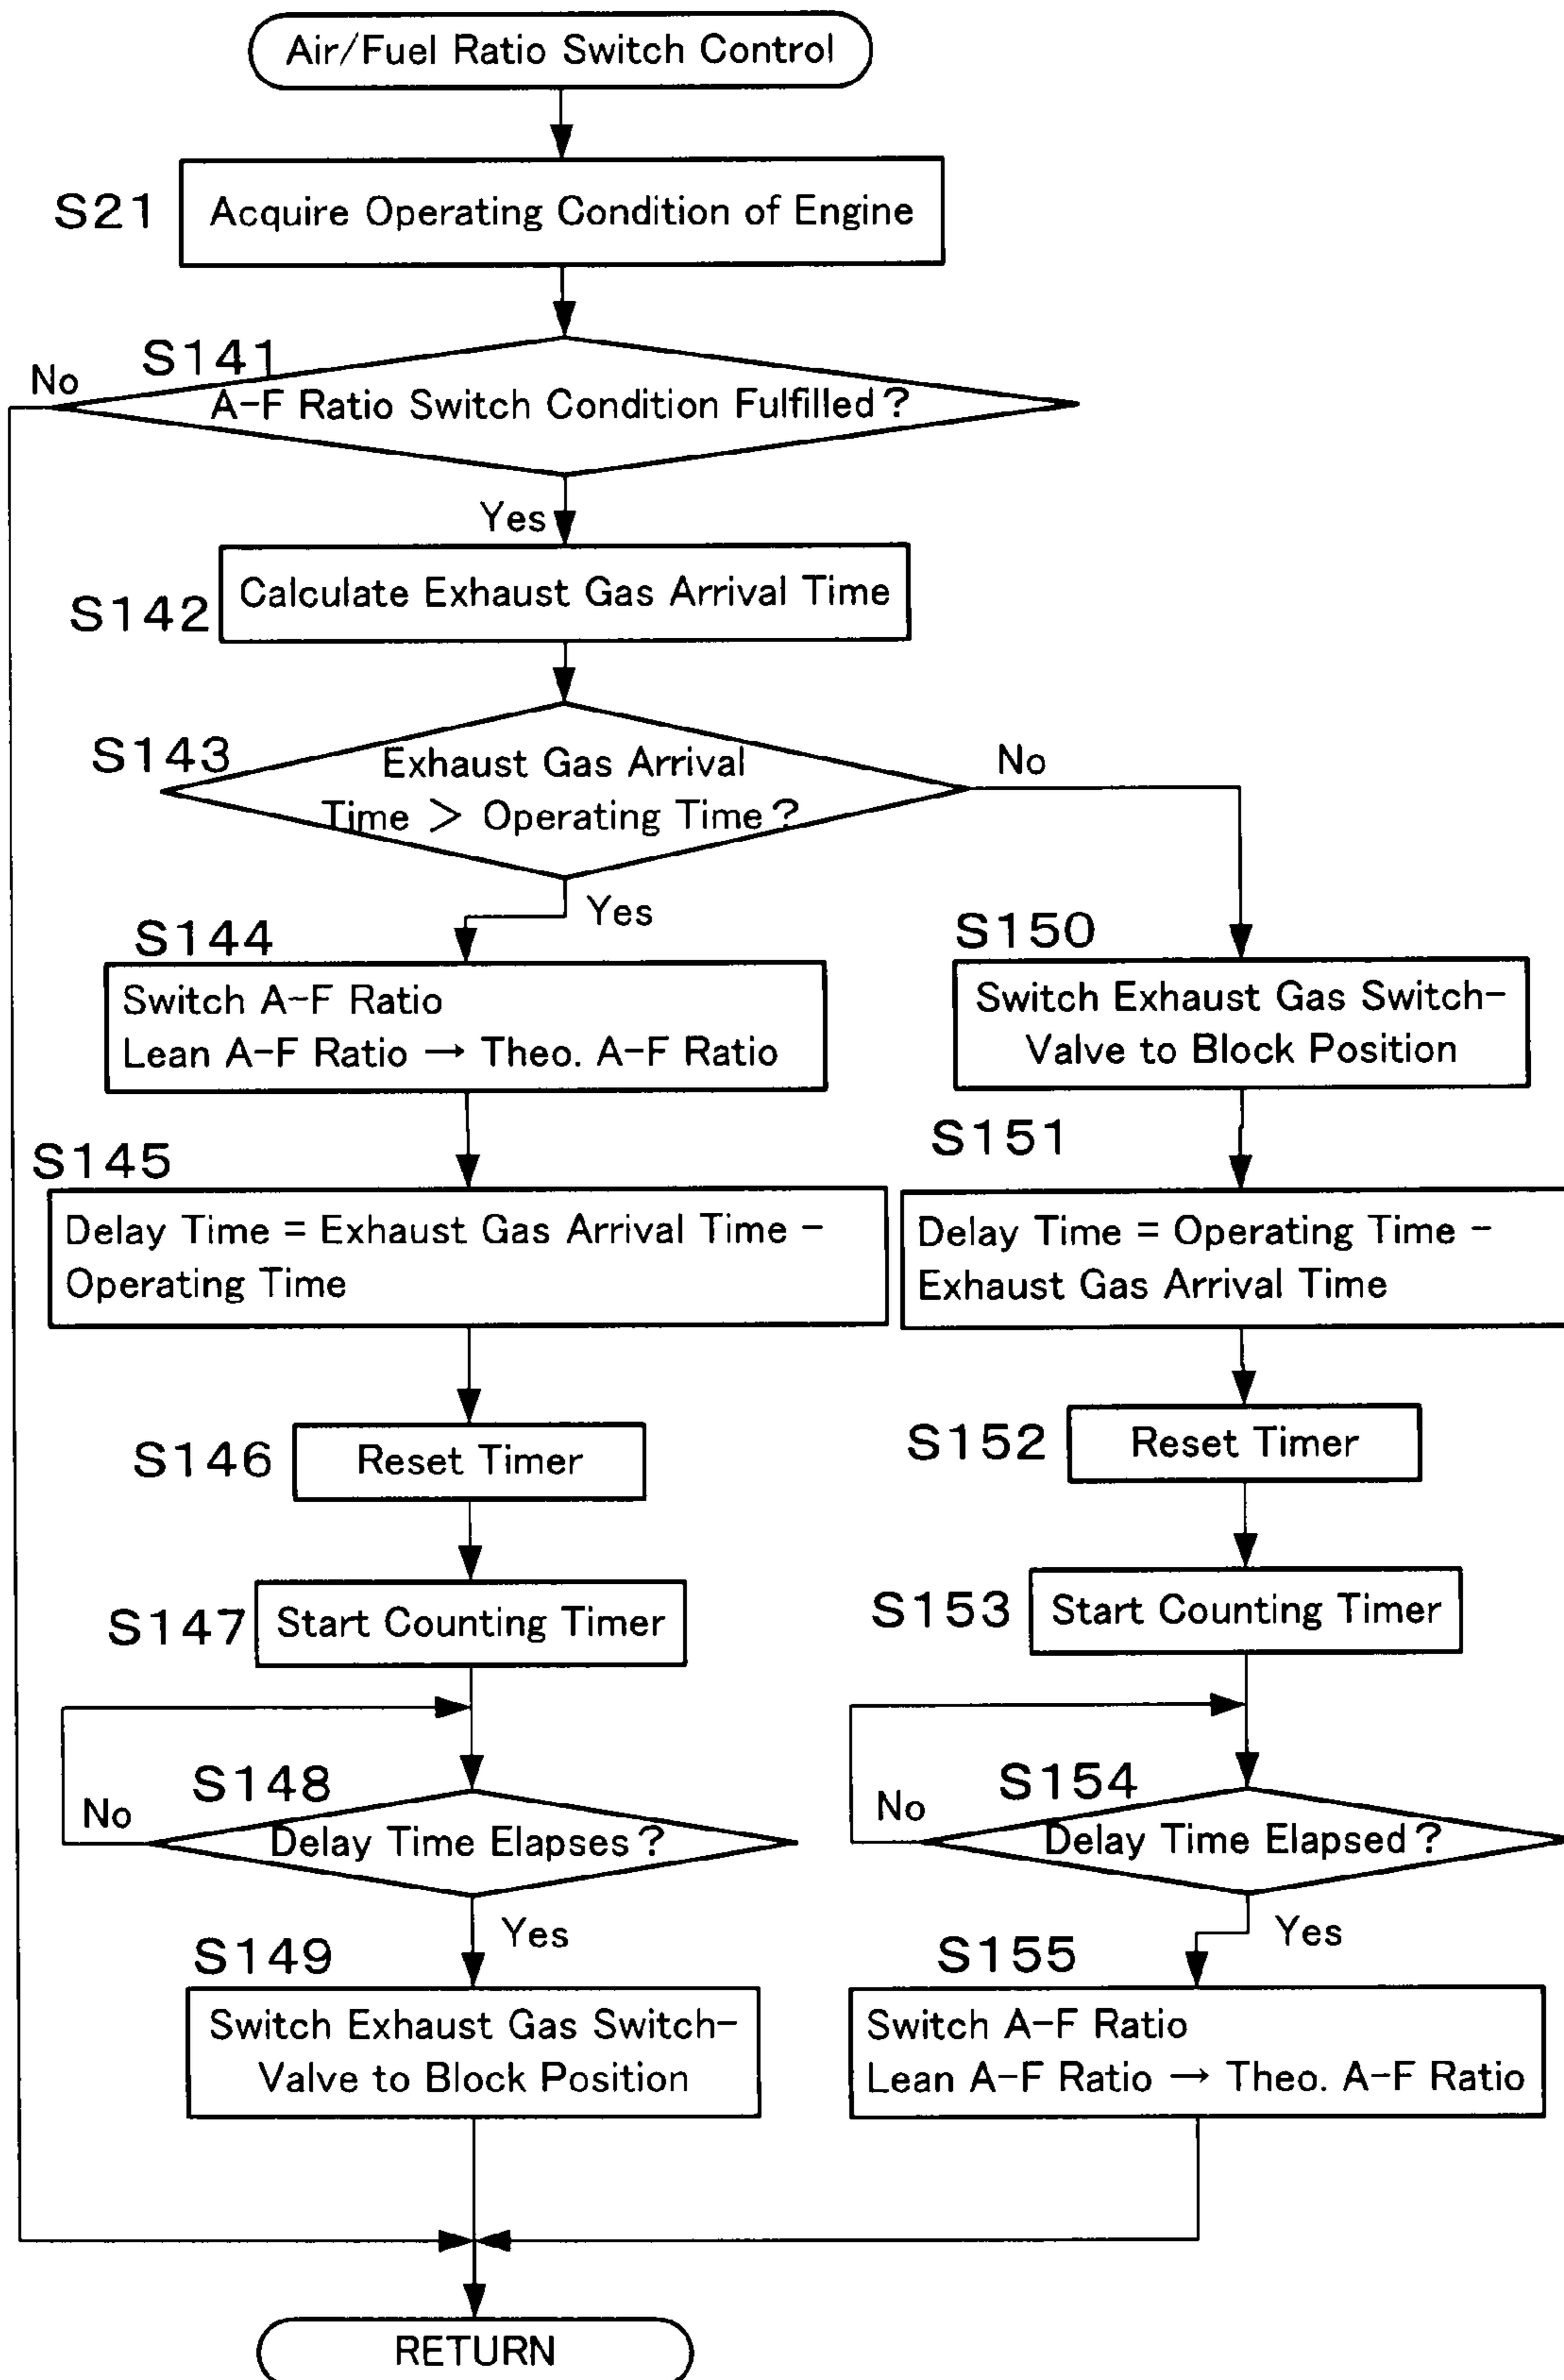 Air/Fuel Ratio Switch Control
S21
Acquire Operating Condition of Engine
S141
No
A-F Ratio Switch Condition Fulfilled?
Yes
S142
Calculate Exhaust Gas Arrival Time
S143
Exhaust Gas Arrival
Time > Operating Time?
No
Yes
S144
Switch A-F Ratio
Lean A-F Ratio → Theo. A-F Ratio
S145
Delay Time = Exhaust Gas Arrival Time -
Operating Time
S146
Reset Timer
S147
Start Counting Timer
S148
No
Delay Time Elapses?
Yes
S149
Switch Exhaust Gas Switch-
Valve to Block Position
S150
Switch Exhaust Gas Switch-
Valve to Block Position
S151
Delay Time = Operating Time -
Exhaust Gas Arrival Time
S152
Reset Timer
S153
Start Counting Timer
S154
No
Delay Time Elapsed?
Yes
S155
Switch A-F Ratio
Lean A-F Ratio → Theo. A-F Ratio
RETURN